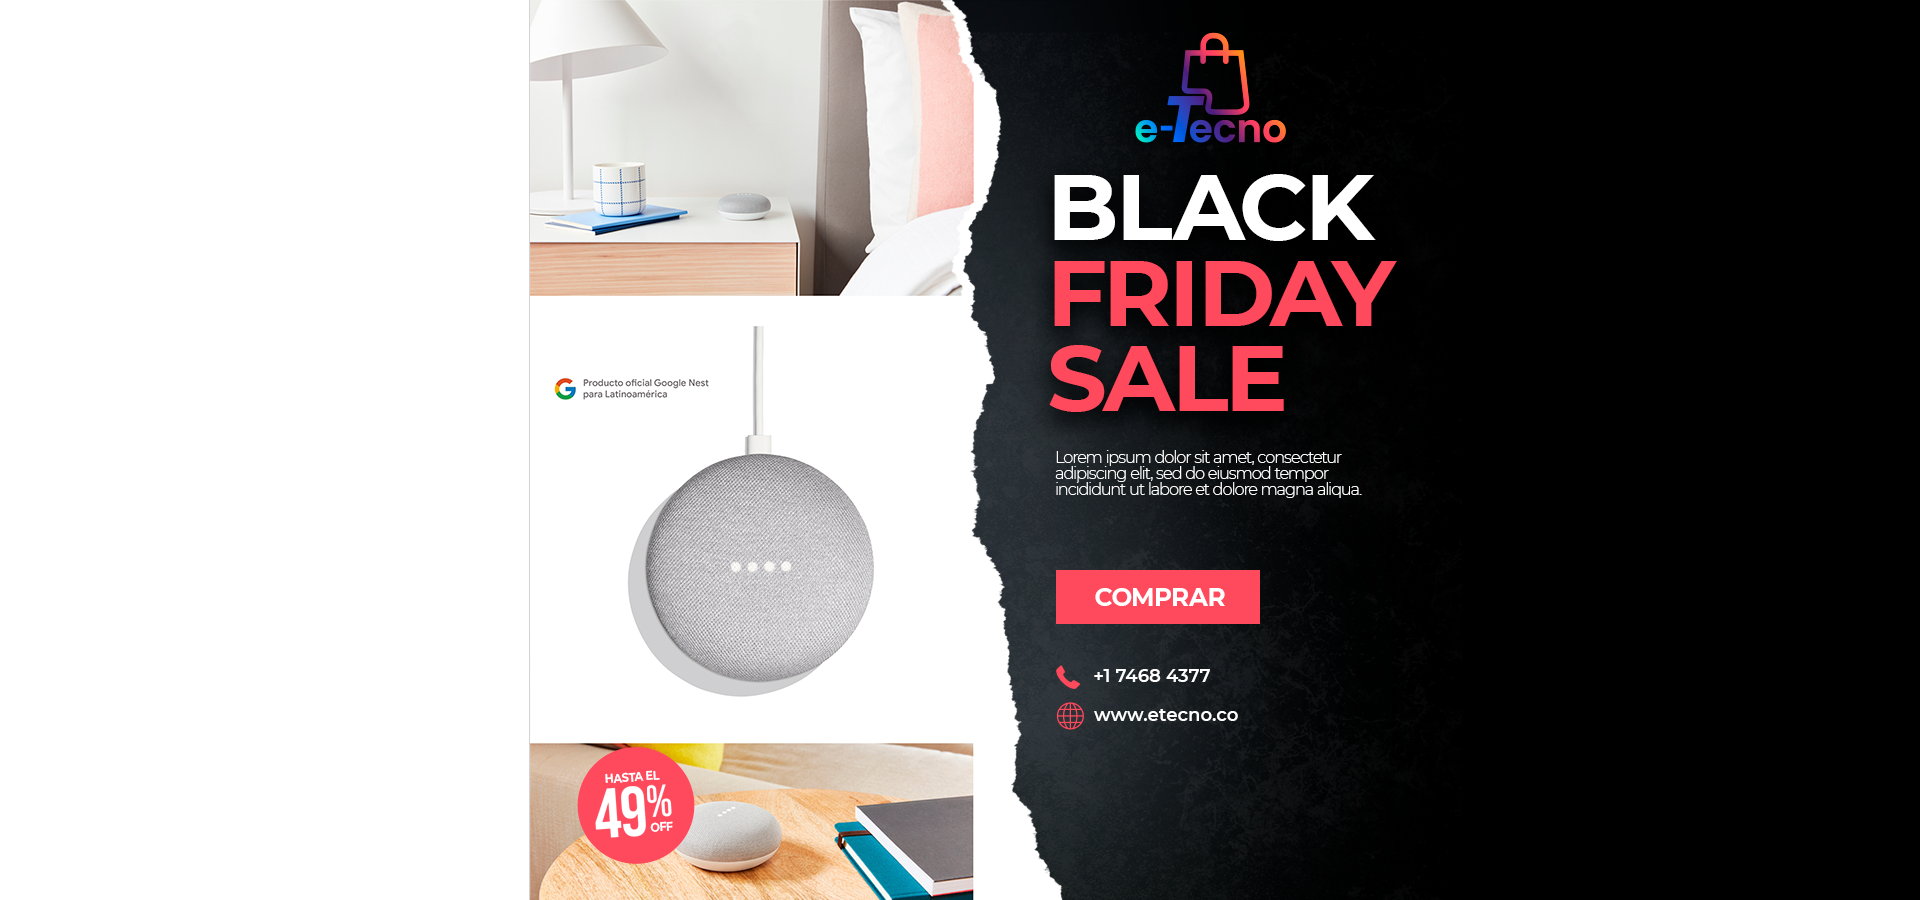 Producto oficial Google Nest
para Latinoamérica
HASTA EL
49%
OFF
e-Tecno
BLACK
FRIDAY
SALE
Lorem ipsum dolor sit amet, consectetur
adipiscing elit, sed do eiusmod tempor
incididunt ut labore et dolore magna aliqua.
COMPRAR
+1 7468 4377
www.etecno.co